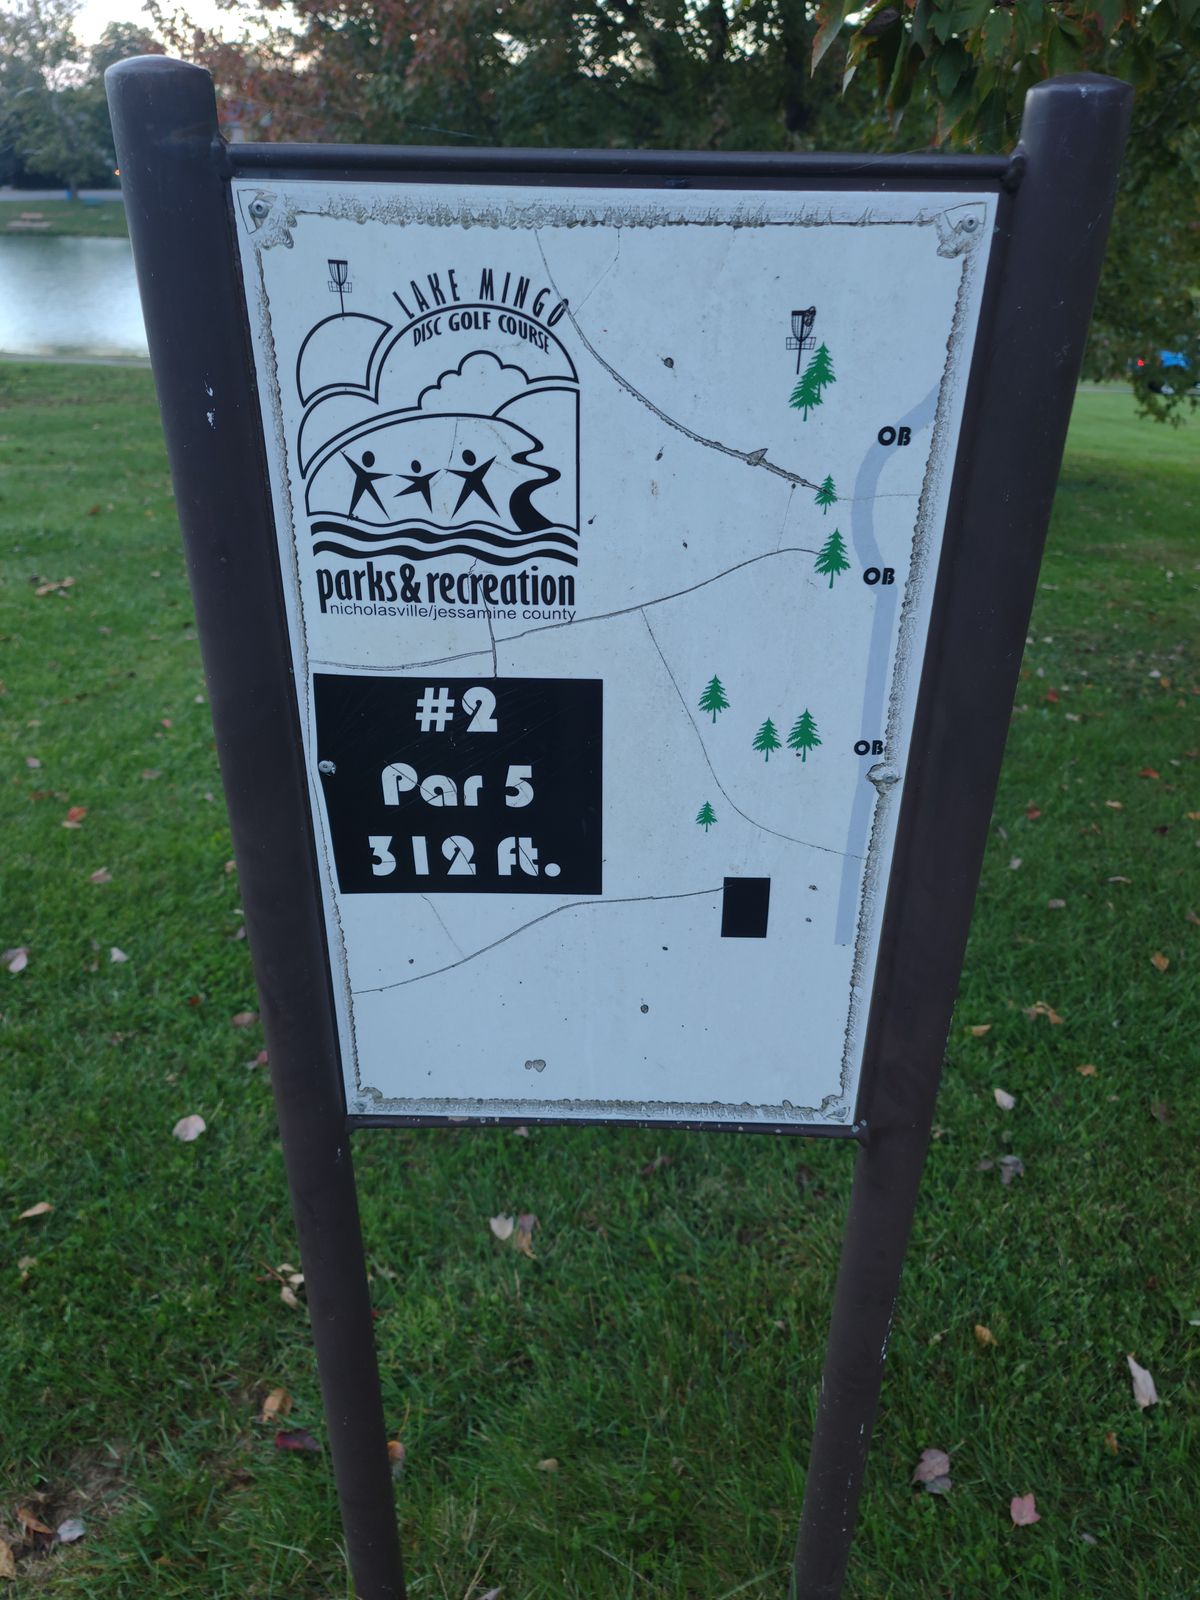 LAKE MINGO
DISC GOLF COURSE
parks&recreation
nicholasville/jessamine county
#2
Par 5
312 ft.
OB
OB
OB